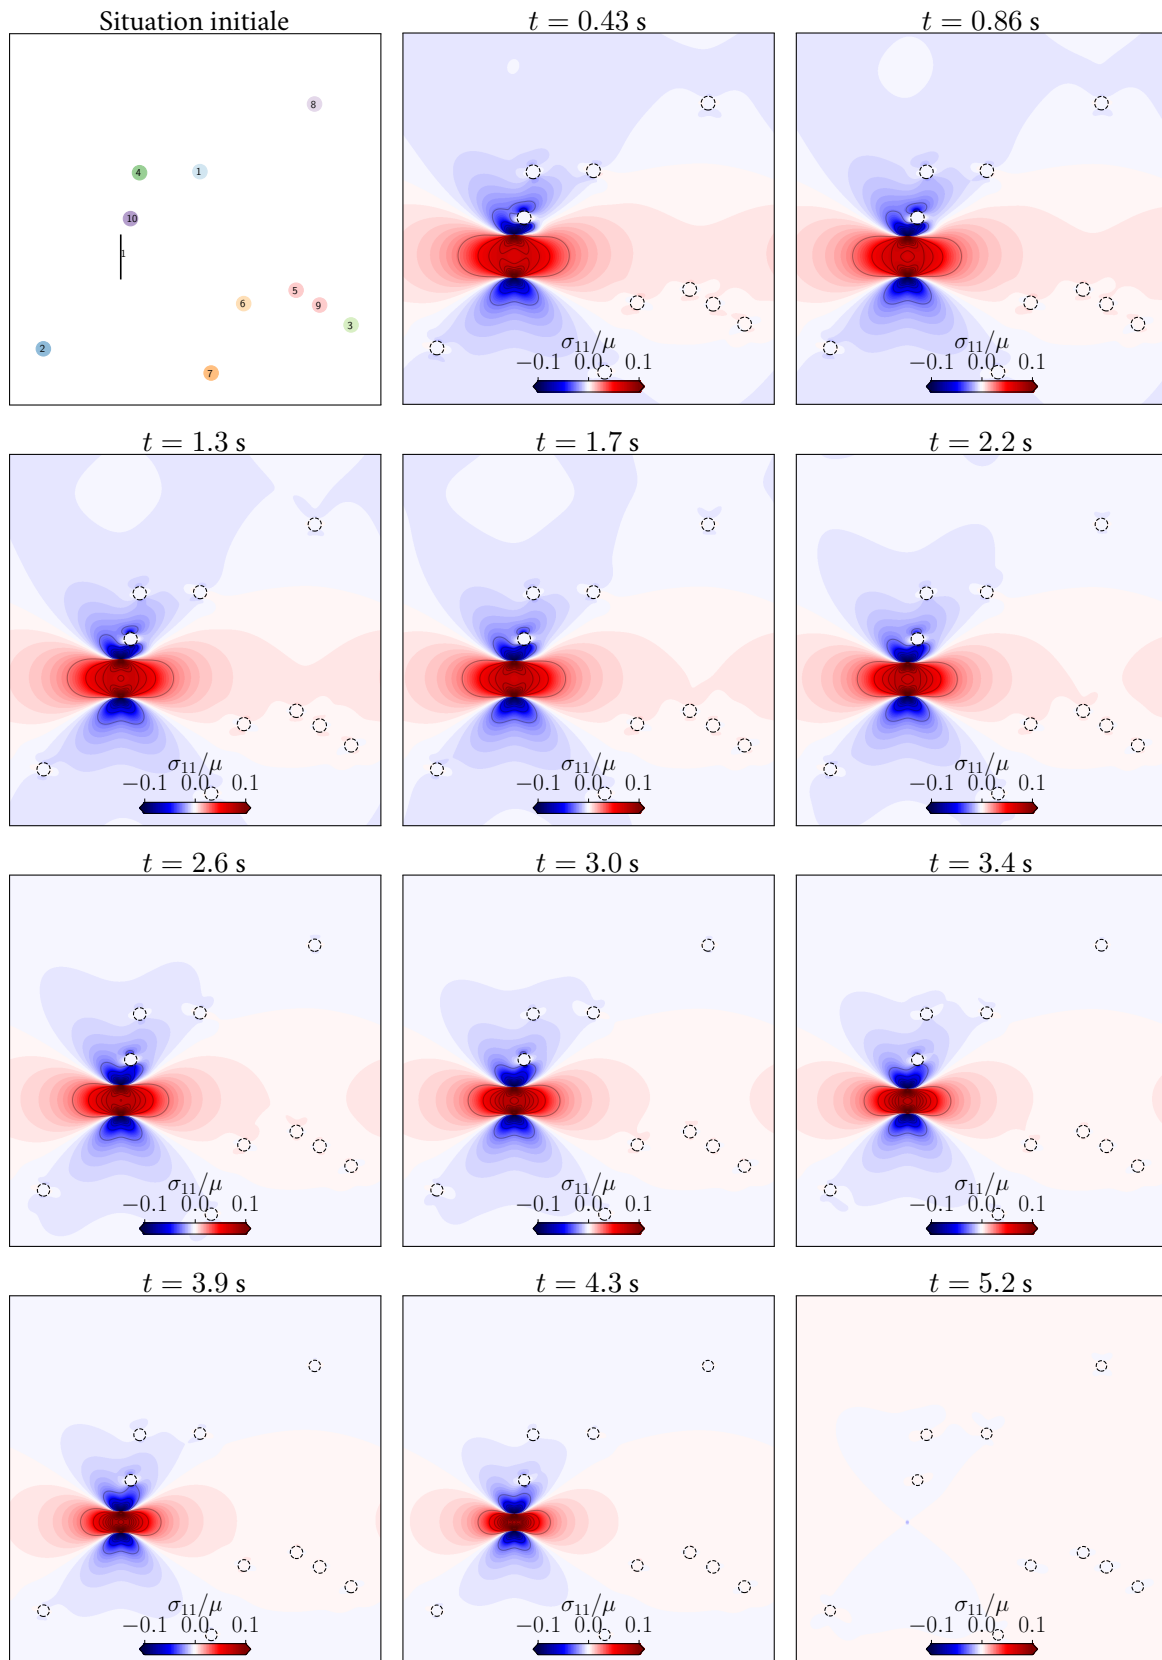 Situation initiale
t = 0.43 s
t = 0.86 s
8
4
1
10
1
5
6
9
3
2
7
σ₁₁/μ
−0.1 0.0 0.1
σ₁₁/μ
−0.1 0.0 0.1
t = 1.3 s
t = 1.7 s
t = 2.2 s
σ₁₁/μ
−0.1 0.0 0.1
σ₁₁/μ
−0.1 0.0 0.1
σ₁₁/μ
−0.1 0.0 0.1
t = 2.6 s
t = 3.0 s
t = 3.4 s
σ₁₁/μ
−0.1 0.0 0.1
σ₁₁/μ
−0.1 0.0 0.1
σ₁₁/μ
−0.1 0.0 0.1
t = 3.9 s
t = 4.3 s
t = 5.2 s
σ₁₁/μ
−0.1 0.0 0.1
σ₁₁/μ
−0.1 0.0 0.1
σ₁₁/μ
−0.1 0.0 0.1